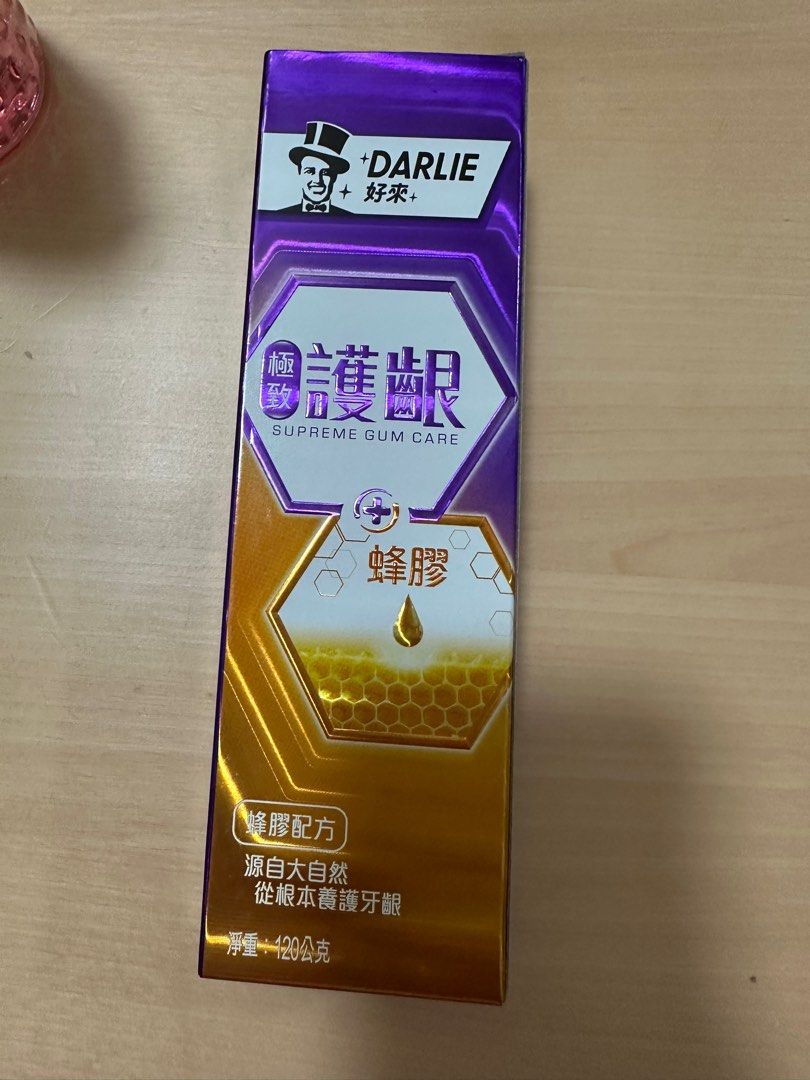 DARLIE
好來
極致 護齦
SUPREME GUM CARE
蜂膠
蜂膠配方
源自大自然
從根本養護牙齦
淨重：120公克